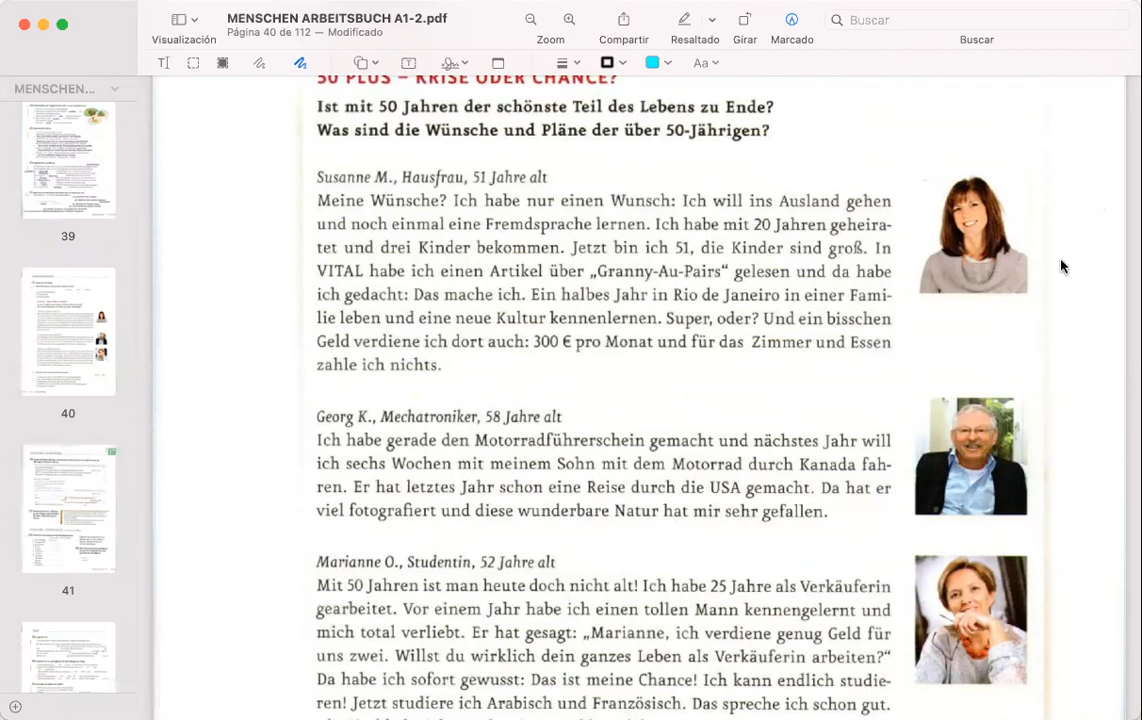 MENSCHEN ARBEITSBUCH A1-2.pdf
Página 40 de 112 — Modificado
Visualización
Zoom
Compartir
Resaltado
Girar
Marcado
Buscar
Buscar
Aa
MENSCHEN...
39
40
41
50 PLUS – KRISE ODER CHANCE?
Ist mit 50 Jahren der schönste Teil des Lebens zu Ende?
Was sind die Wünsche und Pläne der über 50-Jährigen?
Susanne M., Hausfrau, 51 Jahre alt
Meine Wünsche? Ich habe nur einen Wunsch: Ich will ins Ausland gehen
und noch einmal eine Fremdsprache lernen. Ich habe mit 20 Jahren geheira-
tet und drei Kinder bekommen. Jetzt bin ich 51, die Kinder sind groß. In
VITAL habe ich einen Artikel über „Granny-Au-Pairs“ gelesen und da habe
ich gedacht: Das mache ich. Ein halbes Jahr in Rio de Janeiro in einer Fami-
lie leben und eine neue Kultur kennenlernen. Super, oder? Und ein bisschen
Geld verdiene ich dort auch: 300 € pro Monat und für das Zimmer und Essen
zahle ich nichts.
Georg K., Mechatroniker, 58 Jahre alt
Ich habe gerade den Motorradführerschein gemacht und nächstes Jahr will
ich sechs Wochen mit meinem Sohn mit dem Motorrad durch Kanada fah-
ren. Er hat letztes Jahr schon eine Reise durch die USA gemacht. Da hat er
viel fotografiert und diese wunderbare Natur hat mir sehr gefallen.
Marianne O., Studentin, 52 Jahre alt
Mit 50 Jahren ist man heute doch nicht alt! Ich habe 25 Jahre als Verkäuferin
gearbeitet. Vor einem Jahr habe ich einen tollen Mann kennengelernt und
mich total verliebt. Er hat gesagt: „Marianne, ich verdiene genug Geld für
uns zwei. Willst du wirklich dein ganzes Leben als Verkäuferin arbeiten?“
Da habe ich sofort gewusst: Das ist meine Chance! Ich kann endlich studie-
ren! Jetzt studiere ich Arabisch und Französisch. Das spreche ich schon gut.